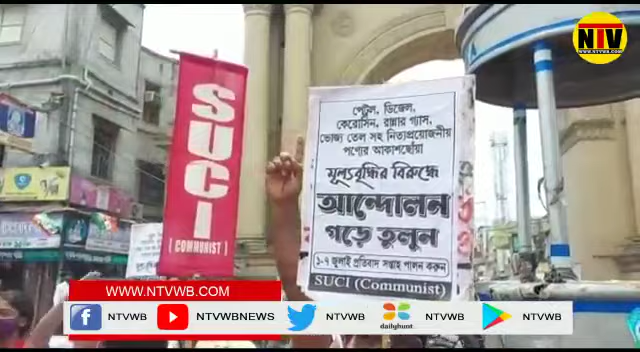 NTV
SUCI
[COMMUNIST]
পেট্রল, ডিজেল,
কেরোসিন, রান্নার গ্যাস,
ভোজ্য তেল সহ নিত্যপ্রয়োজনীয়
পণ্যের আকাশছোঁয়া
মূল্যবৃদ্ধির বিরুদ্ধে
আন্দোলন
গড়ে তুলুন
১-৭ জুলাই প্রতিবাদ সপ্তাহ পালন করুন
SUCI (Communist)
WWW.NTVWB.COM
NTVWB
NTVWBNEWS
NTVWB
dailyhunt
NTVWB
NTVWB